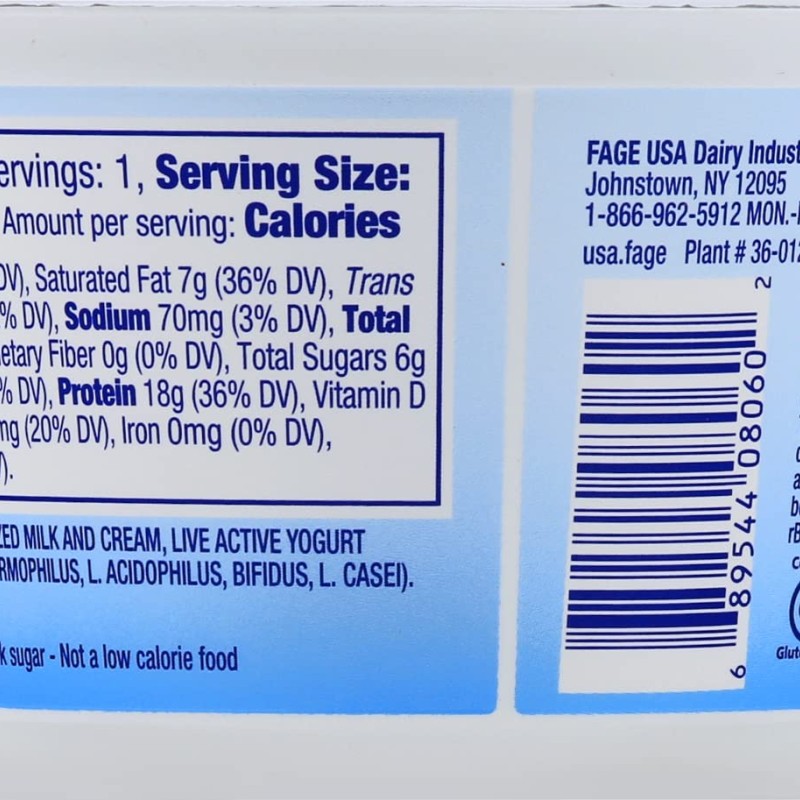 ervings: 1, Serving Size:
Amount per serving: Calories
DV), Saturated Fat 7g (36% DV), Trans
% DV), Sodium 70mg (3% DV), Total
etary Fiber 0g (0% DV), Total Sugars 6g
% DV), Protein 18g (36% DV), Vitamin D
mg (20% DV), Iron 0mg (0% DV),
).
ZED MILK AND CREAM, LIVE ACTIVE YOGURT
RMOPHILUS, L. ACIDOPHILUS, BIFIDUS, L. CASEI).
k sugar - Not a low calorie food
FAGE USA Dairy Indust
Johnstown, NY 12095
1-866-962-5912 MON.-
usa.fage Plant # 36-012
6 89544 08060 2
rB
Glut